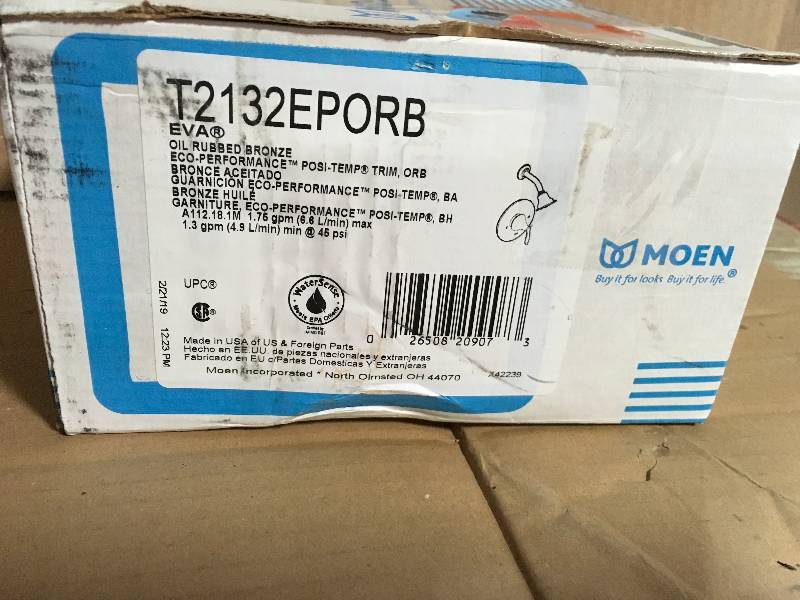 T2132EPORB
EVA®
OIL RUBBED BRONZE
ECO-PERFORMANCE™ POSI-TEMP® TRIM, ORB
BRONCE ACEITADO
GUARNICIÓN ECO-PERFORMANCE™ POSI-TEMP®, BA
BRONZE HUILÉ
GARNITURE, ECO-PERFORMANCE™ POSI-TEMP®, BH
A112.18.1M 1.75 gpm (6.6 L/min) max
1.3 gpm (4.9 L/min) min @ 45 psi
MOEN
Buy it for looks. Buy it for life.®
UPC®
WaterSense
Meets EPA Criteria
2/21/19 12:23 PM
0 26508 20907 3
Made in USA of US & Foreign Parts
Hecho en EE.UU. de piezas nacionales y extranjeras
Fabricado en EU c/Partes Domesticas Y Extranjeras
Moen Incorporated * North Olmsted OH 44070